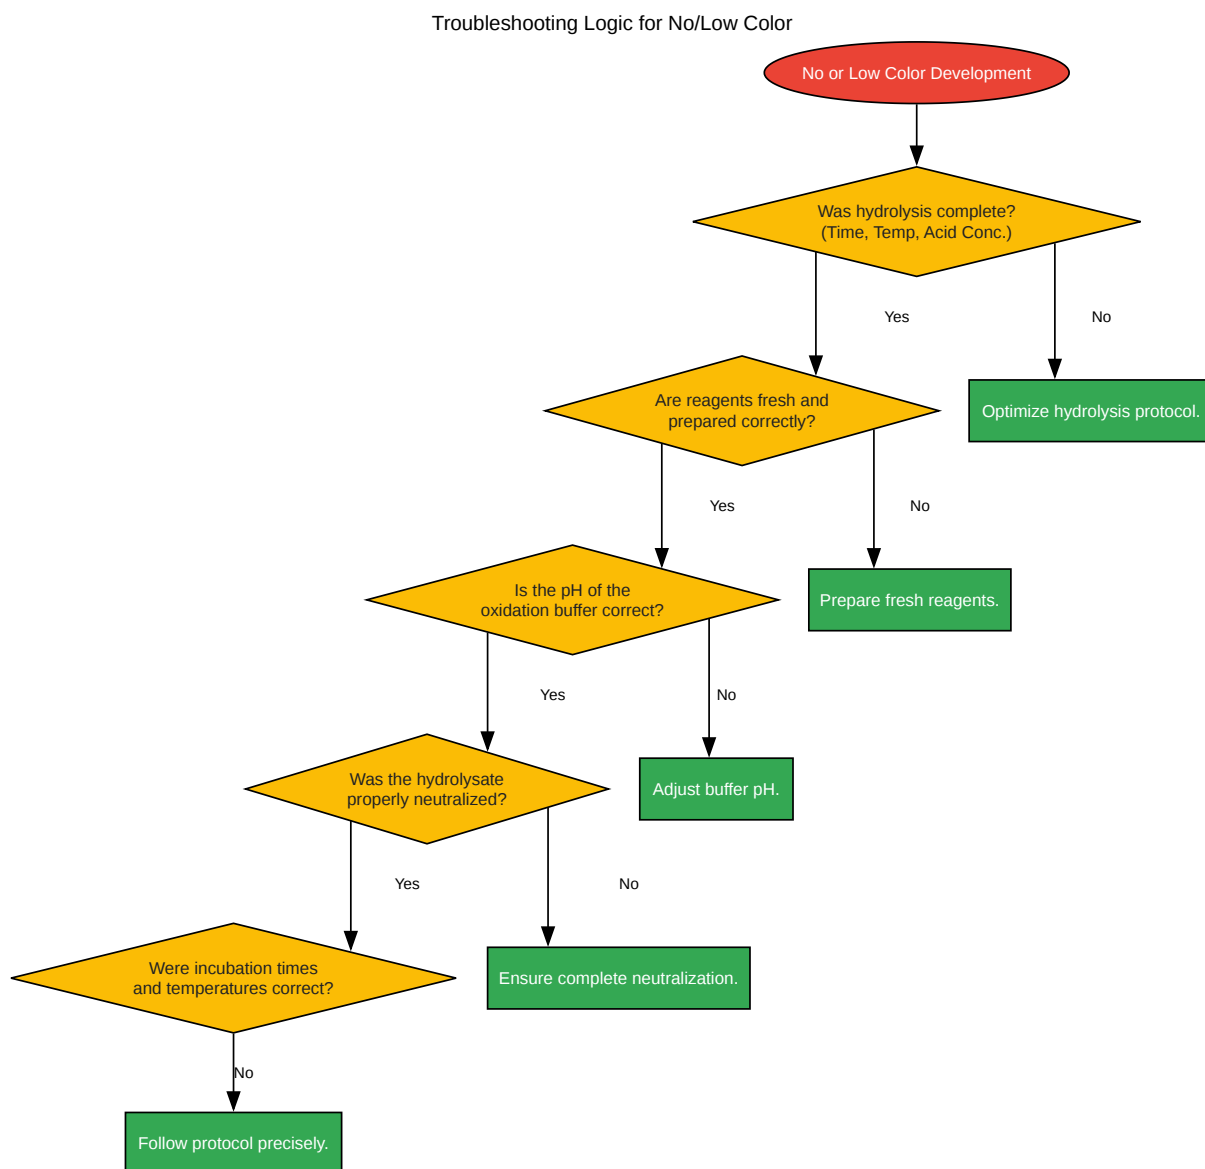 Troubleshooting Logic for No/Low Color
No or Low Color Development
Was hydrolysis complete?
(Time, Temp, Acid Conc.)
Yes
No
Are reagents fresh and
prepared correctly?
Optimize hydrolysis protocol.
Yes
No
Is the pH of the
oxidation buffer correct?
Prepare fresh reagents.
Yes
No
Was the hydrolysate
properly neutralized?
Adjust buffer pH.
Yes
No
Were incubation times
and temperatures correct?
Ensure complete neutralization.
No
Follow protocol precisely.